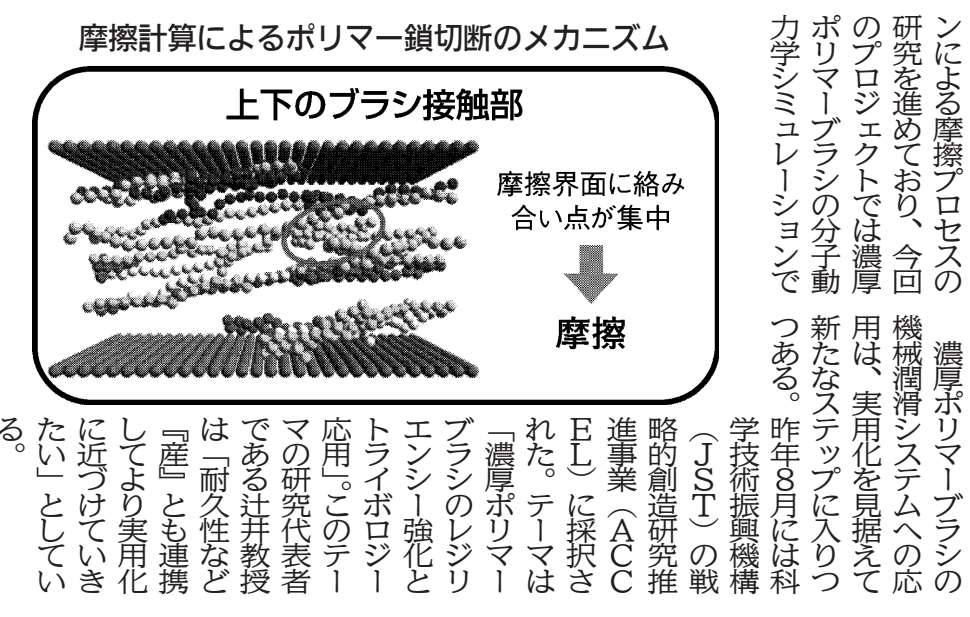 摩擦計算によるポリマー鎖切断のメカニズム
上下のブラシ接触部
摩擦界面に絡み
合い点が集中
摩擦
ンによる摩擦プロセスの
研究を進めており、今回
のプロジェクトでは濃厚
ポリマーブラシの分子動
力学シミュレーションで
濃厚ポリマーブラシの
機械潤滑システムへの応
用は、実用化を見据えて
新たなステップに入りつ
つある。
昨年8月には科
学技術振興機構
（JST）の戦
略的創造研究推
進事業（ACC
EL）に採択さ
れた。テーマは
「濃厚ポリマー
ブラシのレジリ
エンシー強化と
トライボロジー
応用」。このテー
マの研究代表者
である辻井教授
は「耐久性など
『産』とも連携
してより実用化
に近づけていき
たい」としてい
る。